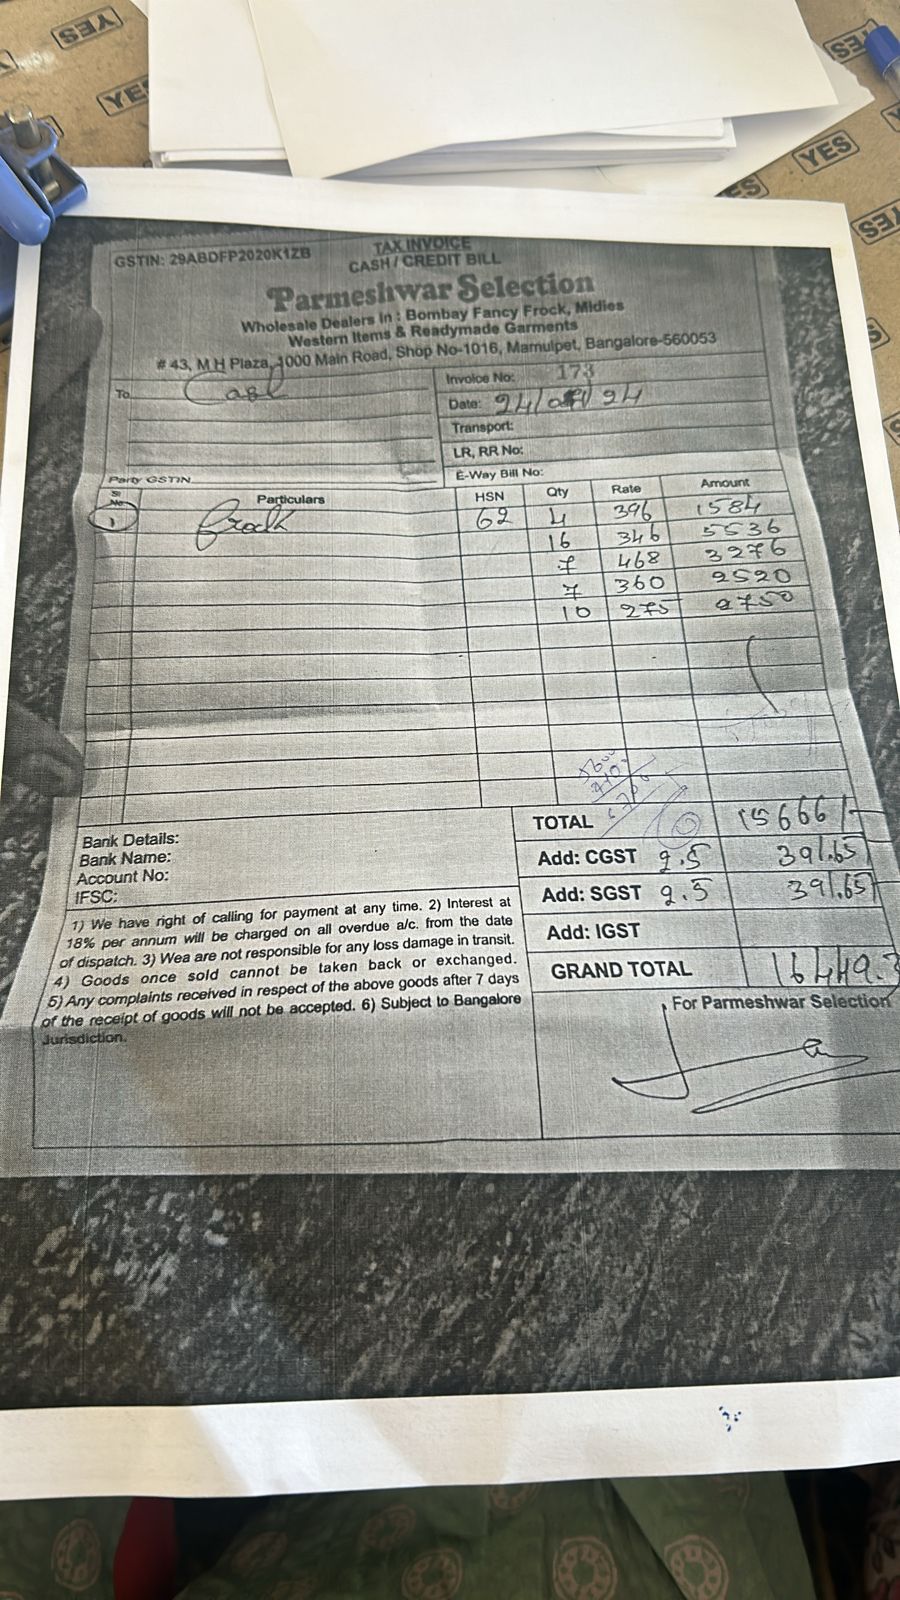 YES
YES
YES
YES
YES
YES
GSTIN: 29ABDFP2020K1ZB
TAX INVOICE
CASH / CREDIT BILL
Parmeshwar Selection
Wholesale Dealers In : Bombay Fancy Frock, Midies
Western Items & Readymade Garments
# 43, M H Plaza, 1000 Main Road, Shop No-1016, Mamulpet, Bangalore-560053
To Cash
Invoice No: 173
Date: 24/ /24
Transport:
LR, RR No:
Party GSTIN
E-Way Bill No:
Sl No Particulars HSN Qty Rate Amount
1 Frock 62 4 396 1584
16 346 5536
7 468 3276
7 360 2520
10 275 2750
TOTAL 15666/-
Add: CGST 2.5 391.65
Add: SGST 2.5 391.65
Add: IGST
GRAND TOTAL 16449.3
Bank Details:
Bank Name:
Account No:
IFSC:
1) We have right of calling for payment at any time. 2) Interest at
18% per annum will be charged on all overdue a/c. from the date
of dispatch. 3) Wea are not responsible for any loss damage in transit.
4) Goods once sold cannot be taken back or exchanged.
5) Any complaints received in respect of the above goods after 7 days
of the receipt of goods will not be accepted. 6) Subject to Bangalore
Jurisdiction.
For Parmeshwar Selection